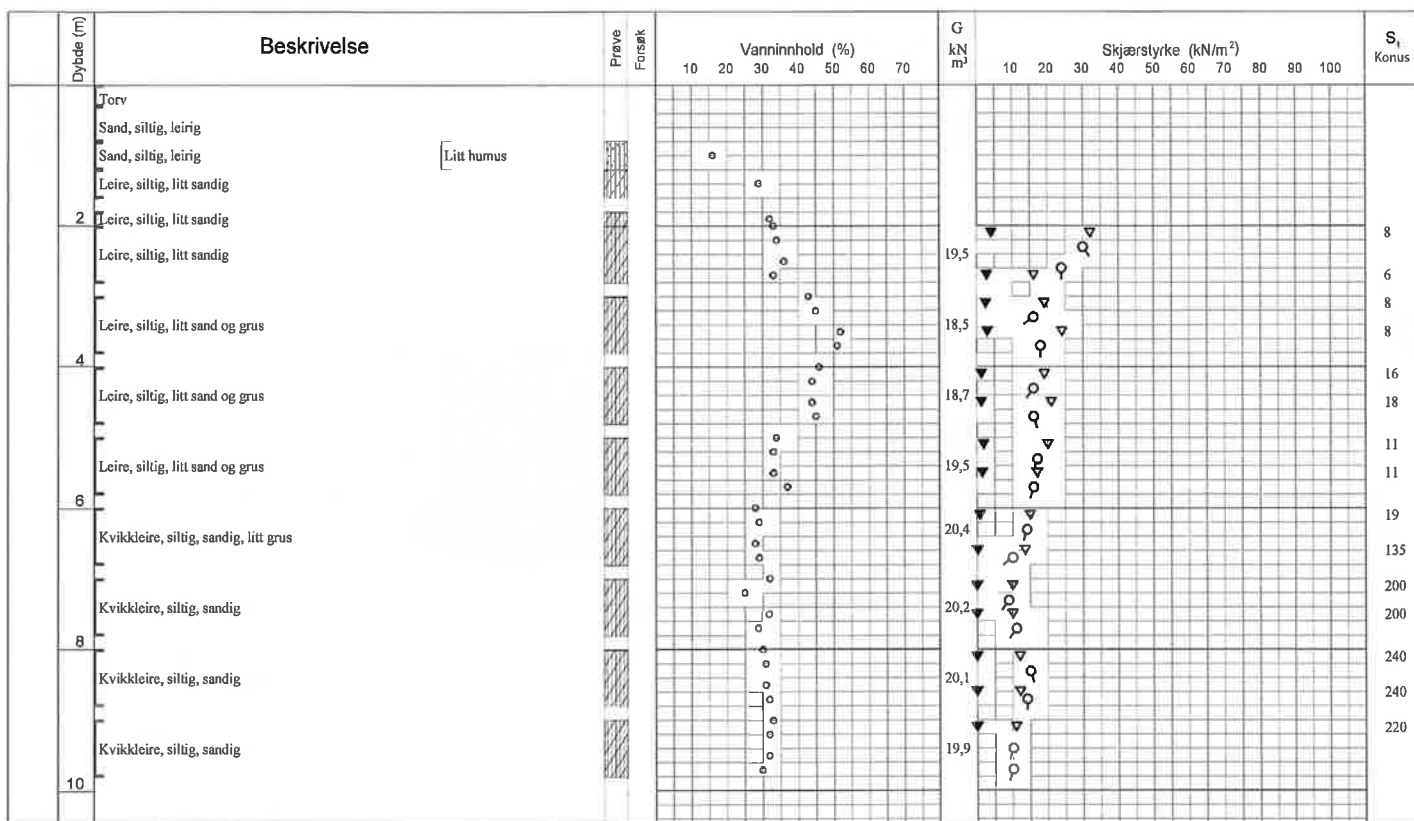 Dybde (m)
Beskrivelse
Prøve
Forsøk
Vanninnhold (%)
10 20 30 40 50 60 70
G
kN
m³
Skjærstyrke (kN/m²)
10 20 30 40 50 60 70 80 90 100
St
Konus
Torv
Sand, siltig, leirig
Sand, siltig, leirig Litt humus
Leire, siltig, litt sandig
2 Leire, siltig, litt sandig
8
Leire, siltig, litt sandig 19,5
6
8
Leire, siltig, litt sand og grus 18,5
8
4
16
Leire, siltig, litt sand og grus 18,7
18
11
Leire, siltig, litt sand og grus 19,5
11
6
19
20,4
Kvikkleire, siltig, sandig, litt grus
135
200
Kvikkleire, siltig, sandig 20,2
200
8
240
Kvikkleire, siltig, sandig 20,1
240
220
Kvikkleire, siltig, sandig 19,9
10